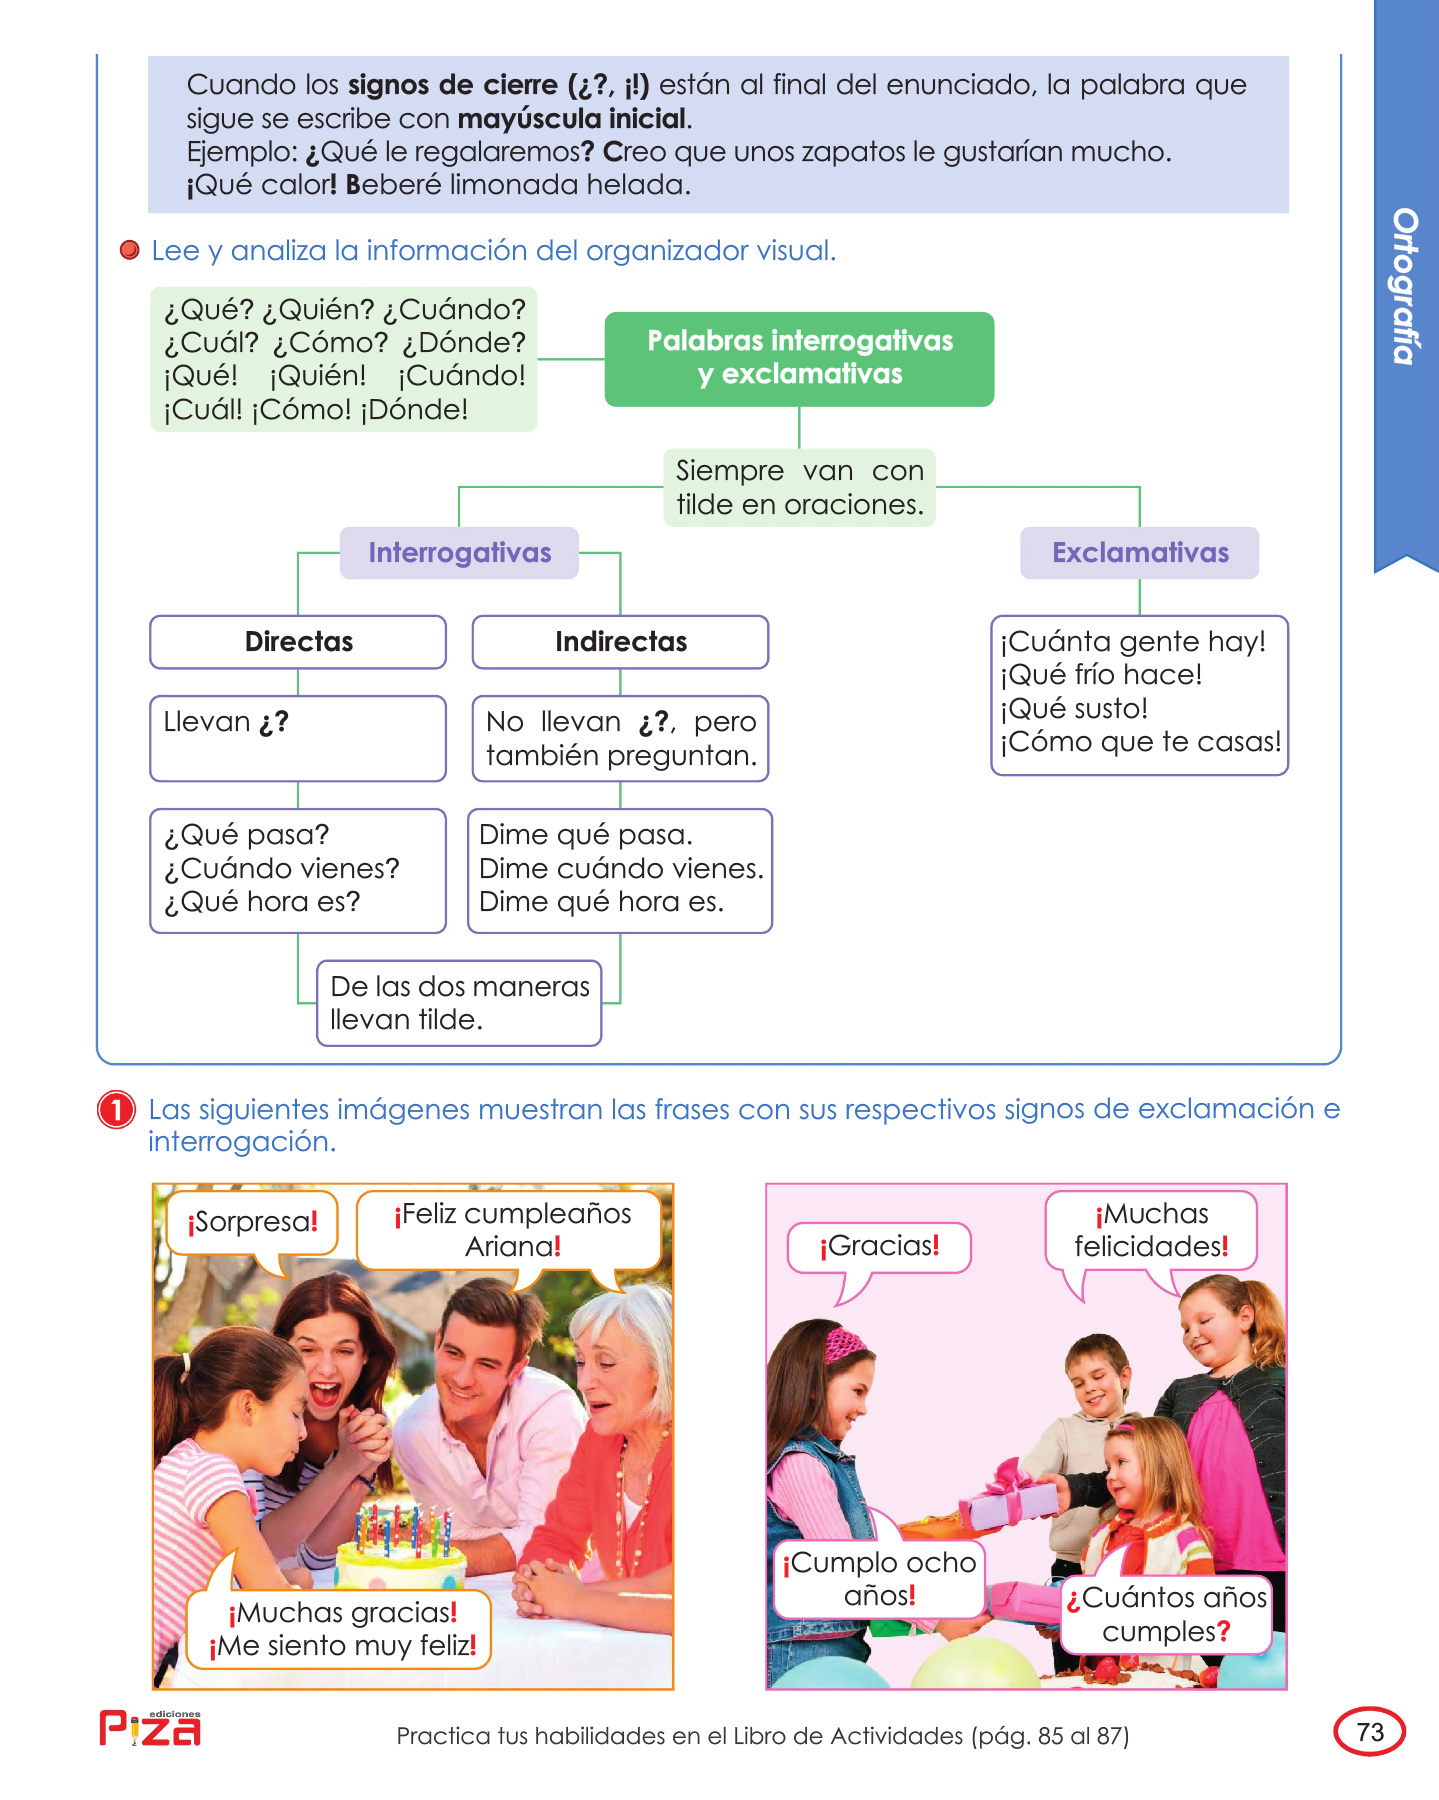 Cuando los signos de cierre (¿?, ¡!) están al final del enunciado, la palabra que
sigue se escribe con mayúscula inicial.
Ejemplo: ¿Qué le regalaremos? Creo que unos zapatos le gustarían mucho.
¡Qué calor! Beberé limonada helada.
Ortografía
Lee y analiza la información del organizador visual.
¿Qué? ¿Quién? ¿Cuándo?
¿Cuál? ¿Cómo? ¿Dónde?
¡Qué! ¡Quién! ¡Cuándo!
¡Cuál! ¡Cómo! ¡Dónde!
Palabras interrogativas
y exclamativas
Siempre van con
tilde en oraciones.
Interrogativas
Exclamativas
Directas
Indirectas
¡Cuánta gente hay!
¡Qué frío hace!
¡Qué susto!
¡Cómo que te casas!
Llevan ¿?
No llevan ¿?, pero
también preguntan.
¿Qué pasa?
¿Cuándo vienes?
¿Qué hora es?
Dime qué pasa.
Dime cuándo vienes.
Dime qué hora es.
De las dos maneras
llevan tilde.
1 Las siguientes imágenes muestran las frases con sus respectivos signos de exclamación e
interrogación.
¡Sorpresa!
¡Feliz cumpleaños
Ariana!
¡Muchas gracias!
¡Me siento muy feliz!
¡Gracias!
¡Muchas
felicidades!
¡Cumplo ocho
años!
¿Cuántos años
cumples?
ediciones
Piza
Practica tus habilidades en el Libro de Actividades (pág. 85 al 87)
73